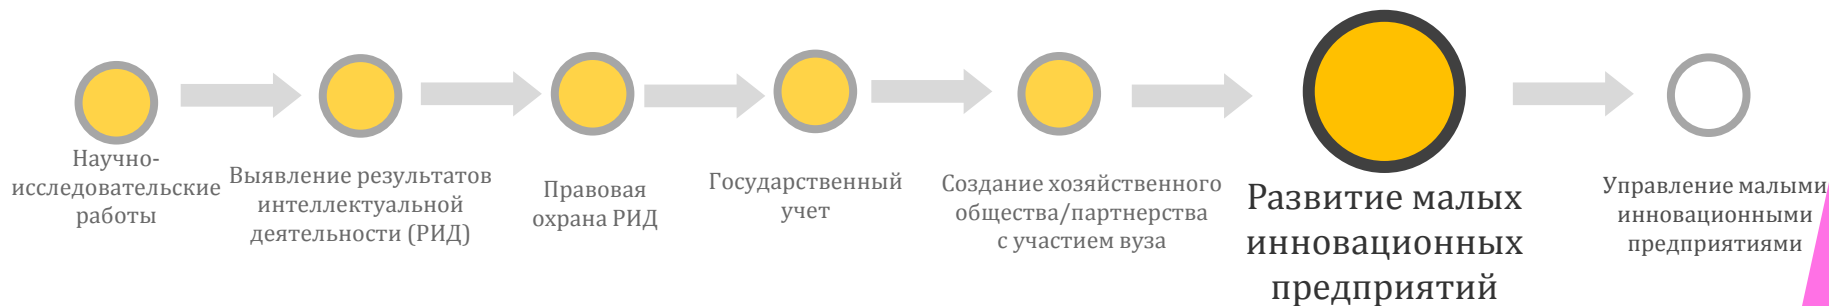 Научно-
исследовательские
работы
Выявление результатов
интеллектуальной
деятельности (РИД)
Правовая
охрана РИД
Государственный
учет
Создание хозяйственного
общества/партнерства
с участием вуза
Развитие малых
инновационных
предприятий
Управление малыми
инновационными
предприятиями